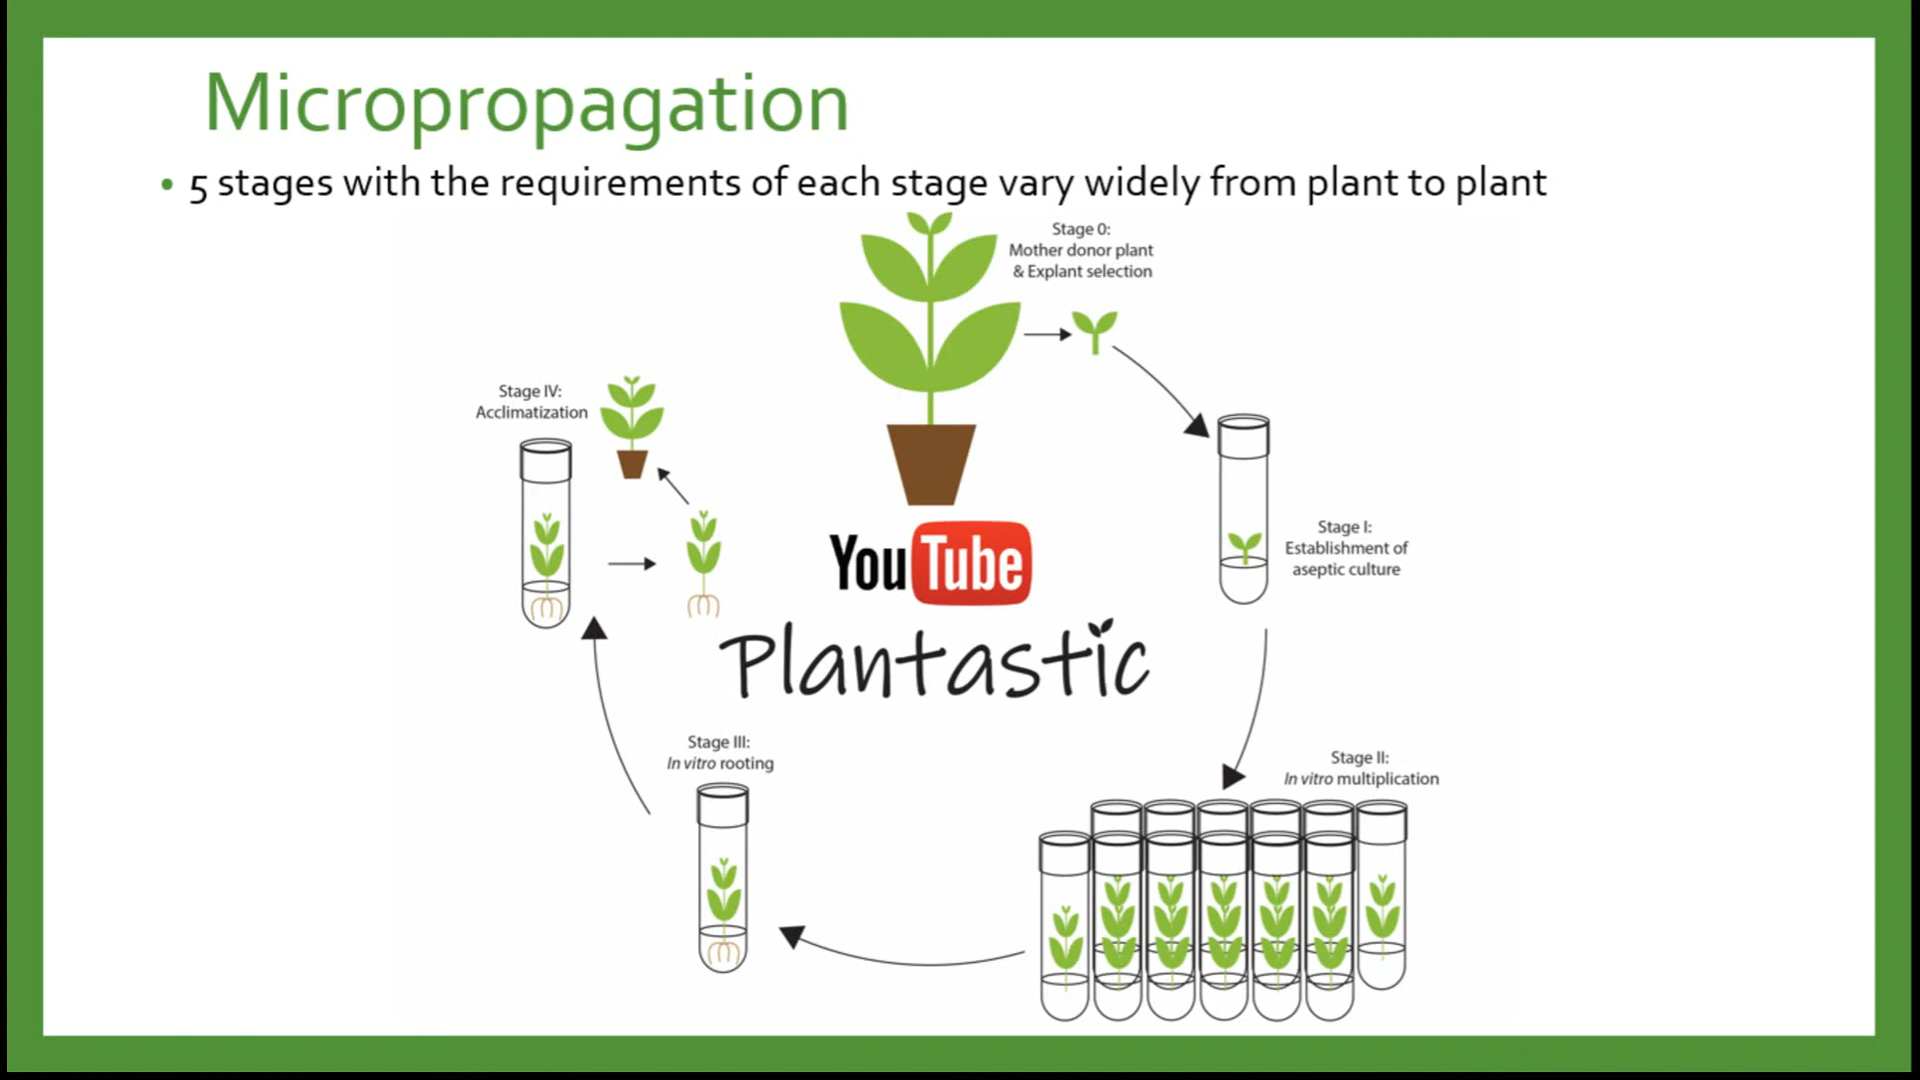 Micropropagation
• 5 stages with the requirements of each stage vary widely from plant to plant
Stage 0:
Mother donor plant
& Explant selection
Stage I:
Establishment of
aseptic culture
Stage II:
In vitro multiplication
Stage III:
In vitro rooting
Stage IV:
Acclimatization
YouTube
Plantastic